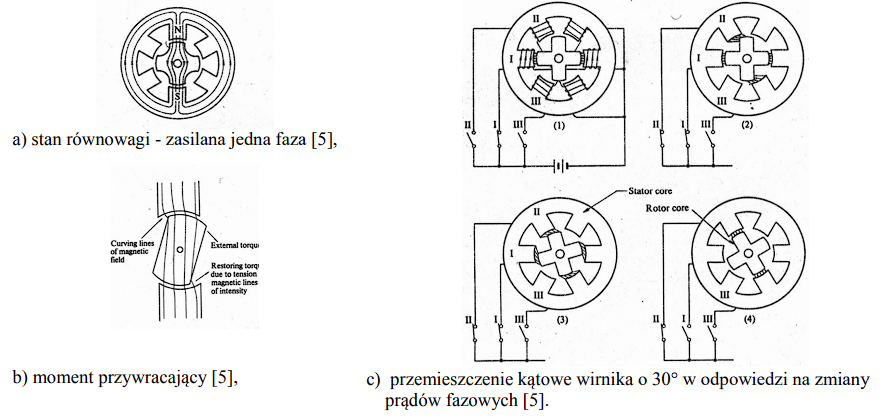 N
S
a) stan równowagi - zasilana jedna faza [5],
Curving lines
of magnetic
field
External torqu
Restoring torq
due to tension
magnetic lines
of intensity
b) moment przywracający [5],
II
I
III
II I III
(1)
II
I
III
II I III
(2)
Stator core
II
I
III
II I III
(3)
Rotor core
II
III
II I III
(4)
c) przemieszczenie kątowe wirnika o 30° w odpowiedzi na zmiany
prądów fazowych [5].